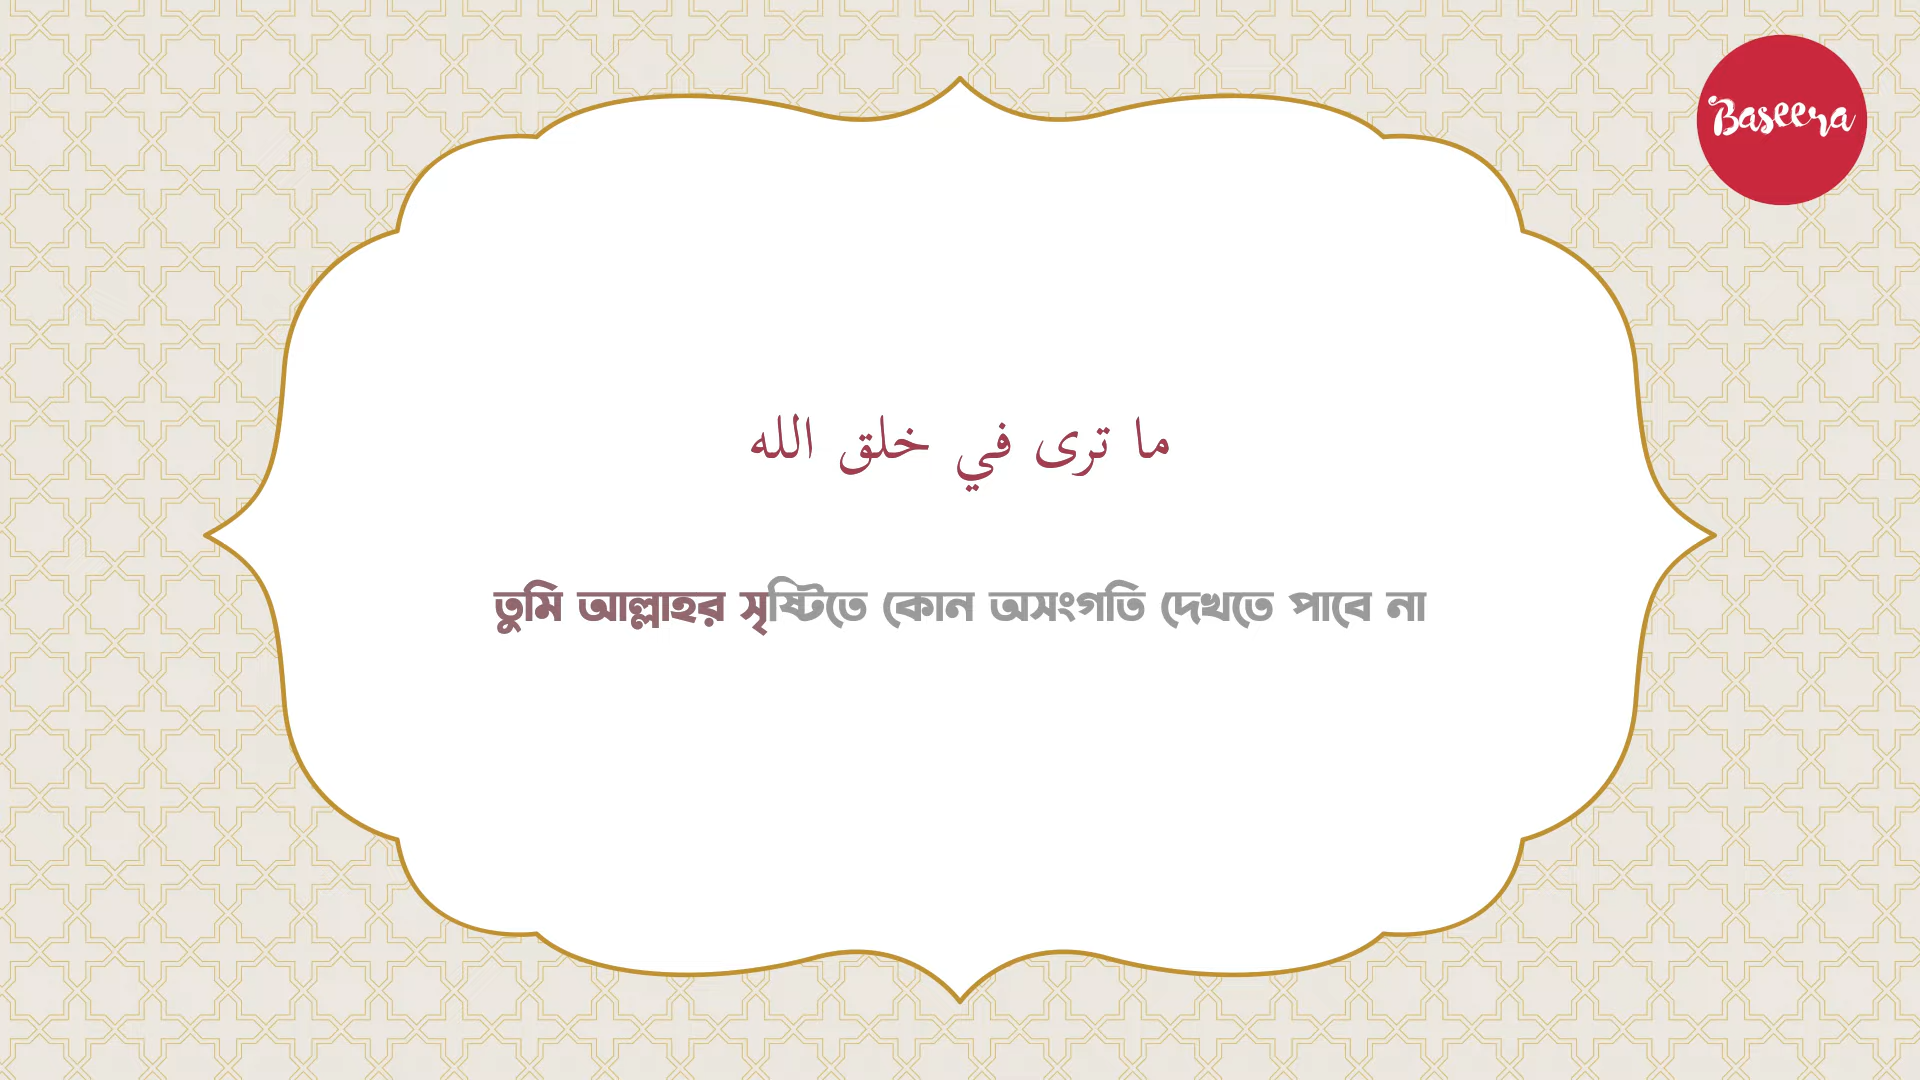 Baseera
ما ترى في خلق الله
তুমি আল্লাহর সৃষ্টিতে কোন অসংগতি দেখতে পাবে না